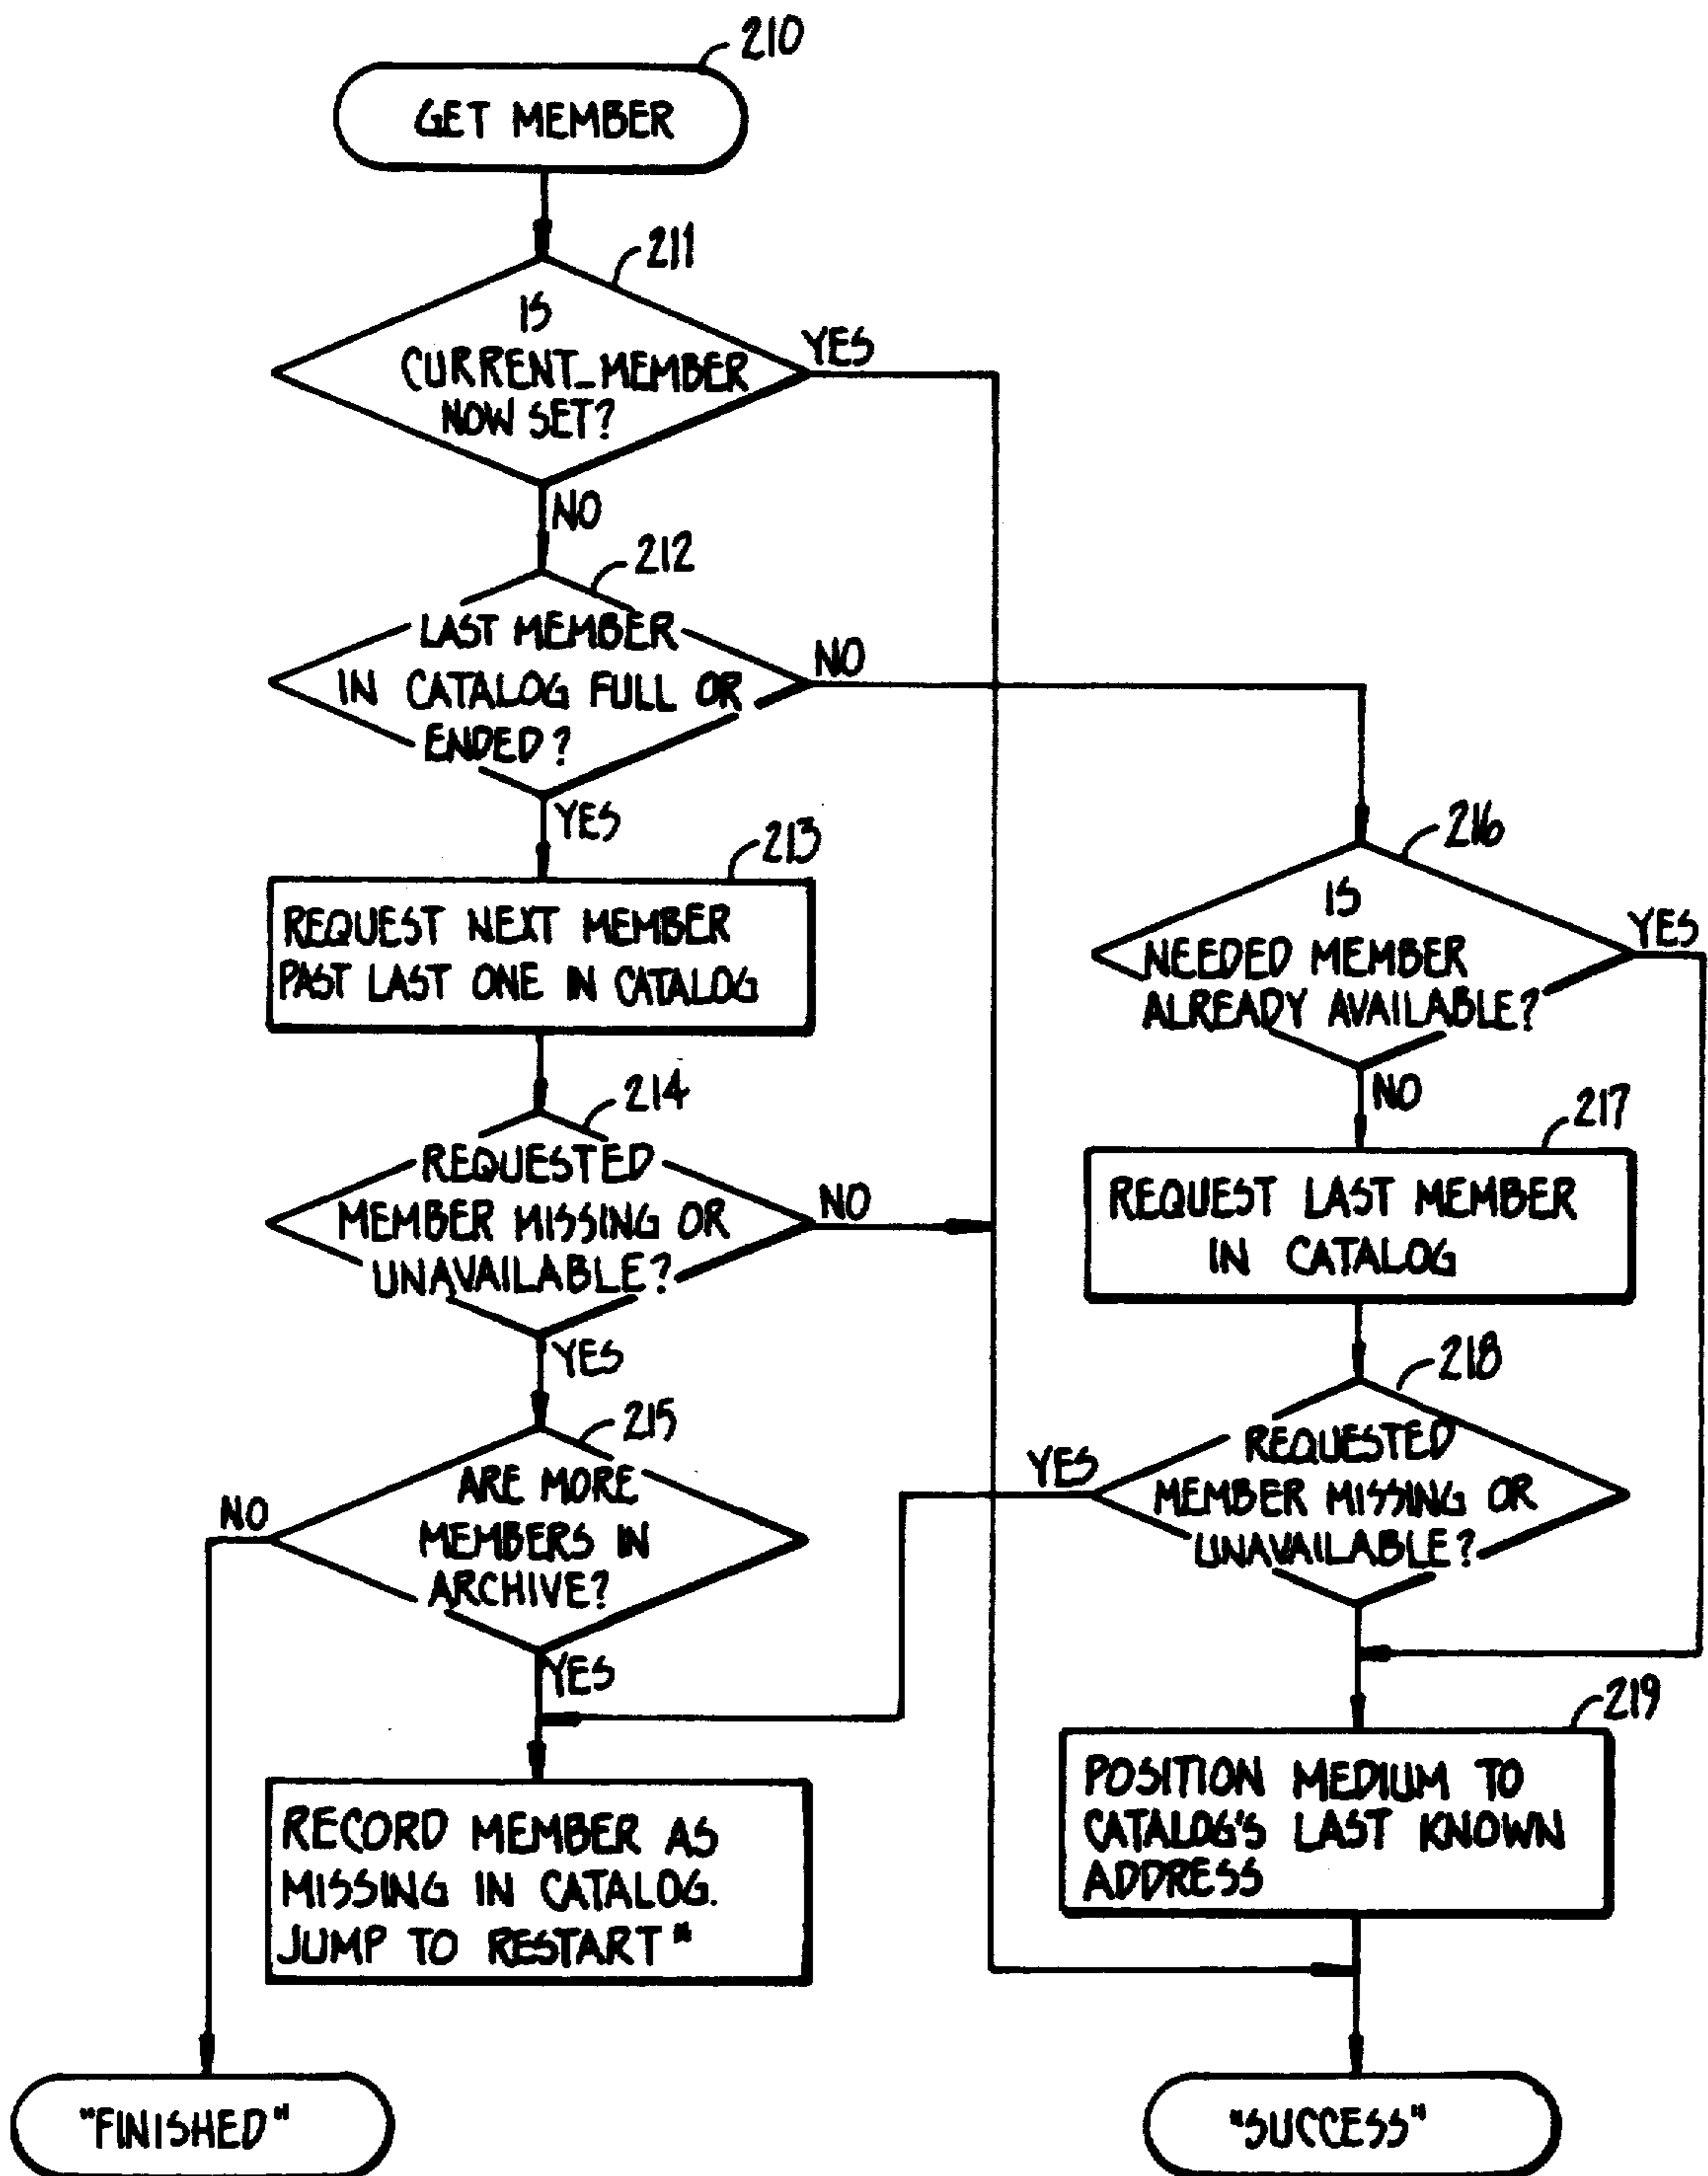 210
GET MEMBER
211
IS
CURRENT_MEMBER
NOW SET?
YES
NO
212
LAST MEMBER
IN CATALOG FULL OR
ENDED?
NO
YES
213
REQUEST NEXT MEMBER
PAST LAST ONE IN CATALOG
214
REQUESTED
MEMBER MISSING OR
UNAVAILABLE?
NO
YES
215
ARE MORE
MEMBERS IN
ARCHIVE?
NO
YES
RECORD MEMBER AS
MISSING IN CATALOG.
JUMP TO RESTART"
"FINISHED"
216
IS
NEEDED MEMBER
ALREADY AVAILABLE?
YES
NO
217
REQUEST LAST MEMBER
IN CATALOG
218
REQUESTED
MEMBER MISSING OR
UNAVAILABLE?
YES
219
POSITION MEDIUM TO
CATALOG'S LAST KNOWN
ADDRESS
"SUCCESS"